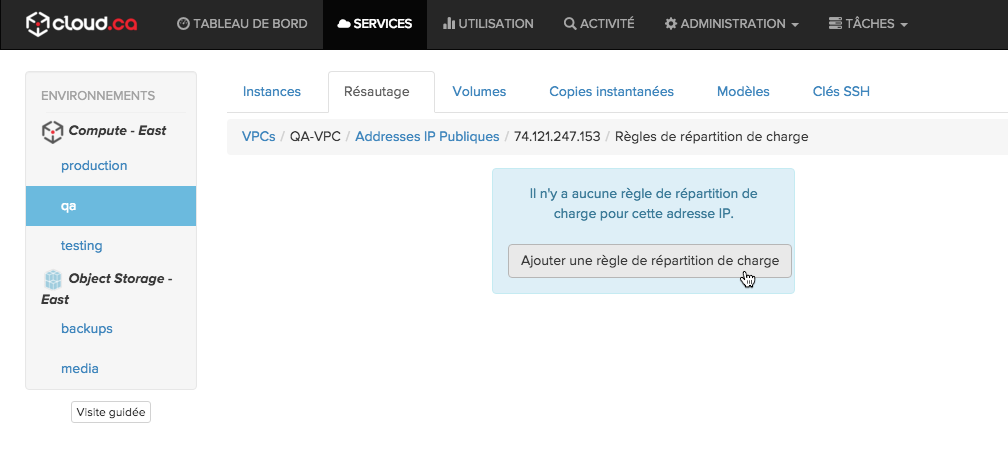 cloud.ca TABLEAU DE BORD SERVICES UTILISATION ACTIVITÉ ADMINISTRATION TÂCHES
ENVIRONNEMENTS
Compute - East
production
qa
testing
Object Storage -
East
backups
media
Visite guidée
Instances Résautage Volumes Copies instantanées Modèles Clés SSH
VPCs / QA-VPC / Addresses IP Publiques / 74.121.247.153 / Règles de répartition de charge
Il n'y a aucune règle de répartition de
charge pour cette adresse IP.
Ajouter une règle de répartition de charge